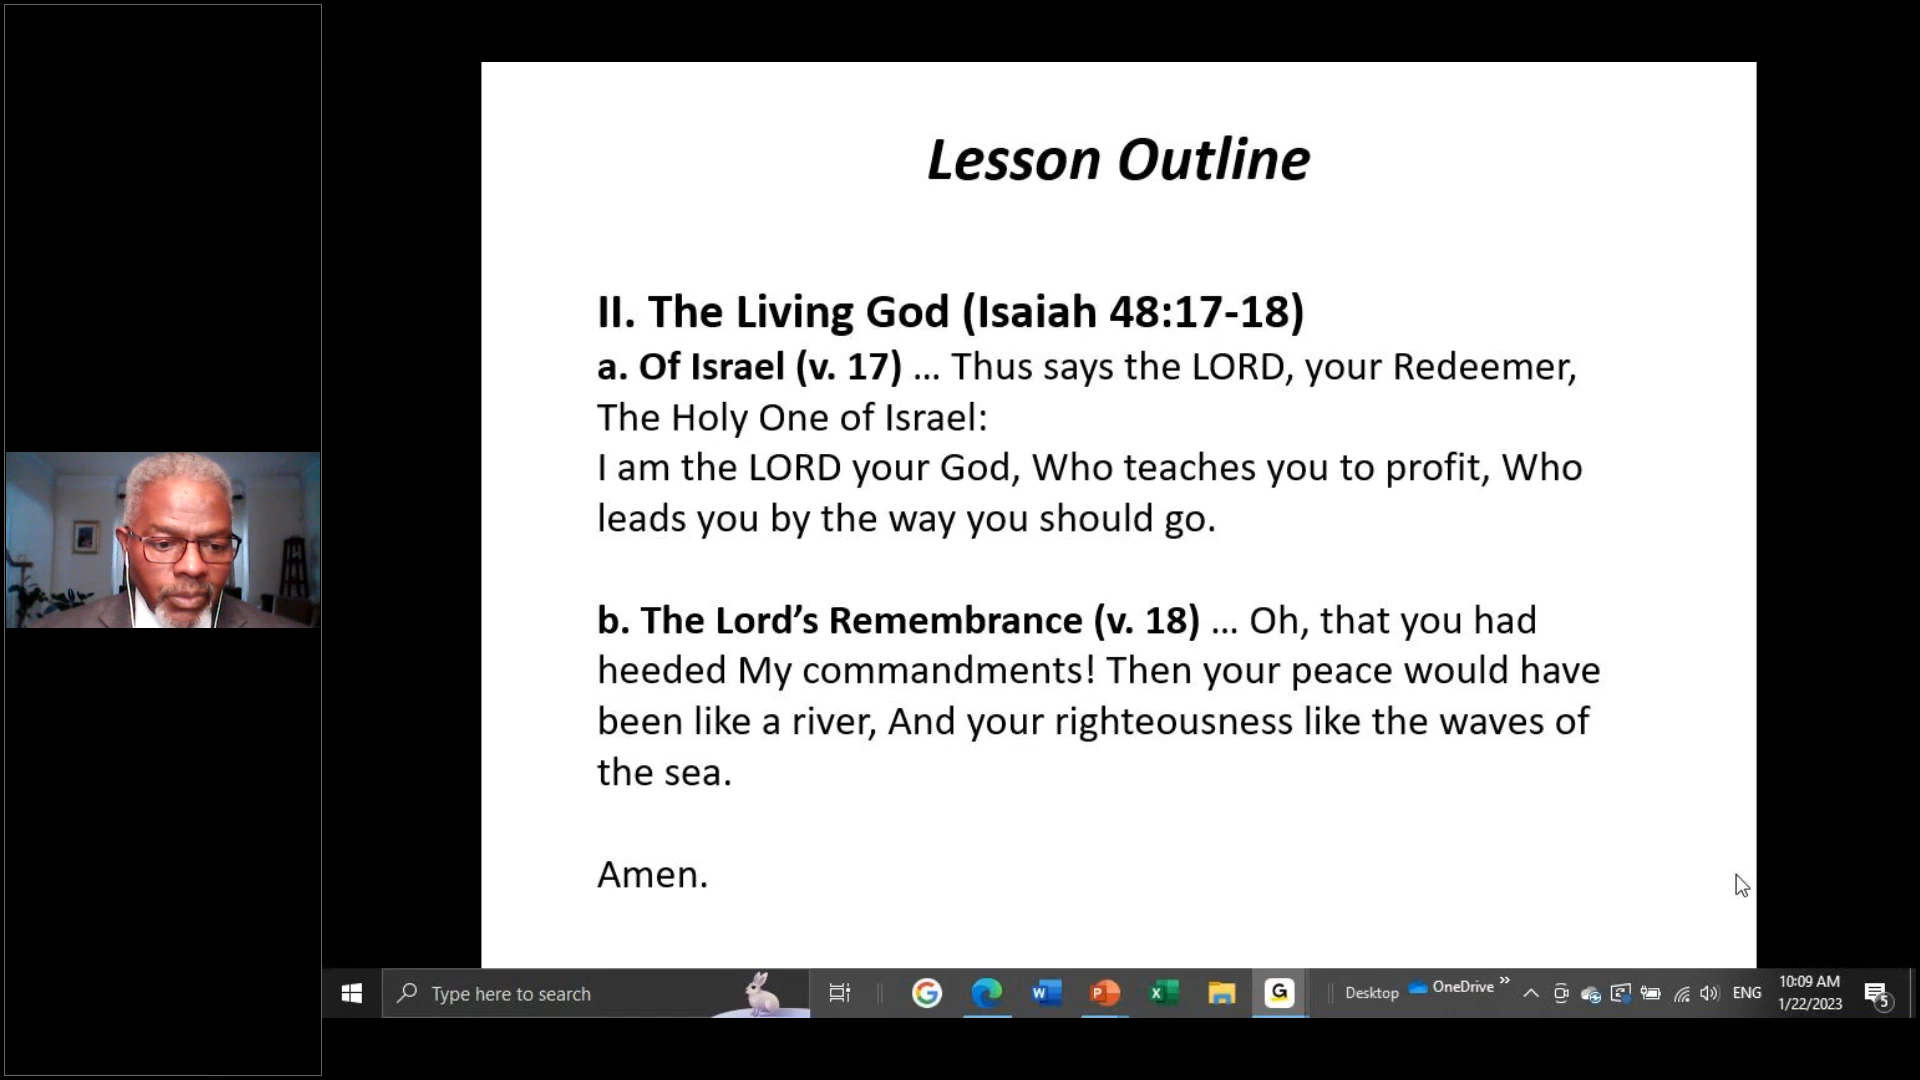 Lesson Outline
II. The Living God (Isaiah 48:17-18)
a. Of Israel (v. 17) ... Thus says the LORD, your Redeemer,
The Holy One of Israel:
I am the LORD your God, Who teaches you to profit, Who
leads you by the way you should go.
b. The Lord’s Remembrance (v. 18) ... Oh, that you had
heeded My commandments! Then your peace would have
been like a river, And your righteousness like the waves of
the sea.
Amen.
Type here to search
G
W
P
X
G
Desktop
OneDrive
»
ENG
10:09 AM
1/22/2023
5